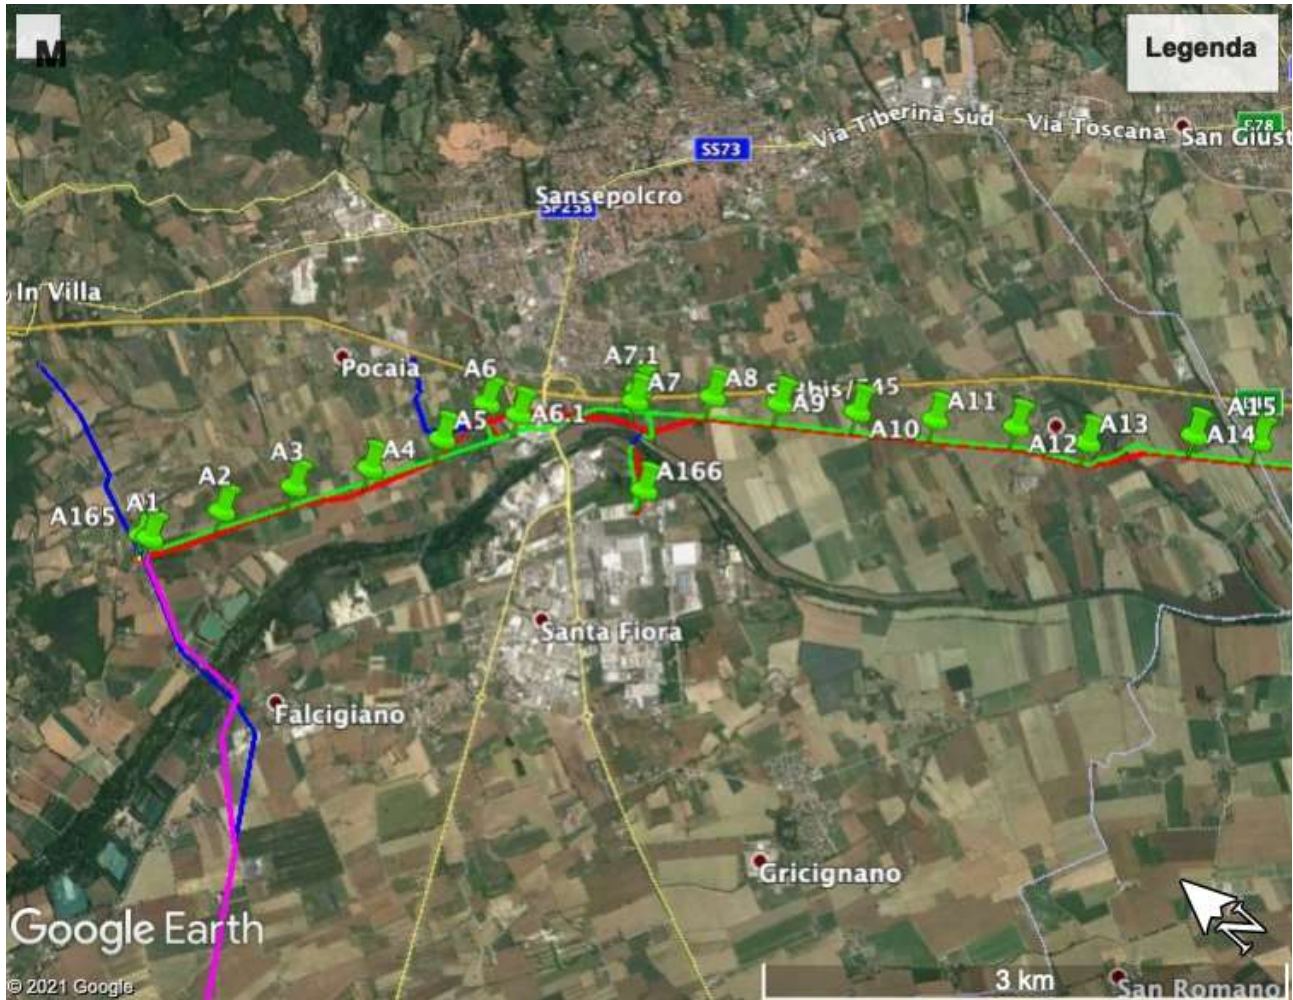 M
Legenda
Via Tiberina Sud
Via Toscana
San Giust
SS73
Sansepolcro
In Villa
Pocaia
A7.1
A6
A7
A8
A15
A5
A6.1
A9
A11
A13
A3
A4
A10
A12
A14
A2
A166
A1
A165
Santa Fiora
Falcigiano
Gricignano
Google Earth
N
© 2021 Google
3 km
San Romano